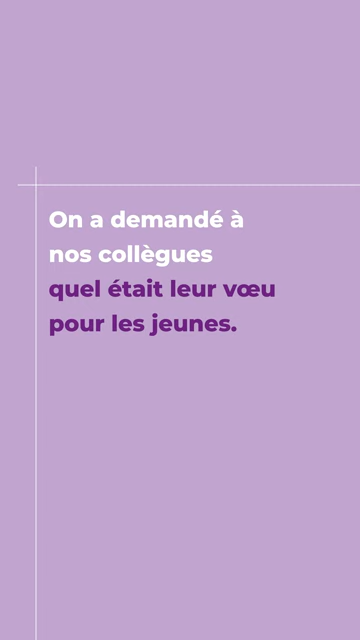 On a demandé à
nos collègues
quel était leur vœu
pour les jeunes.